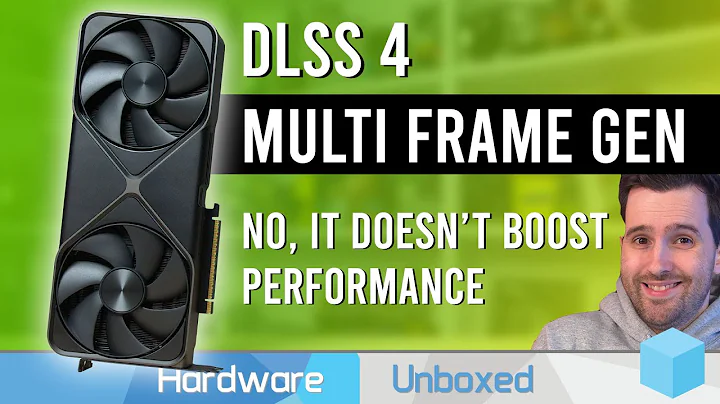 DLSS 4
MULTI FRAME GEN
NO, IT DOESN'T BOOST
PERFORMANCE
Hardware Unboxed